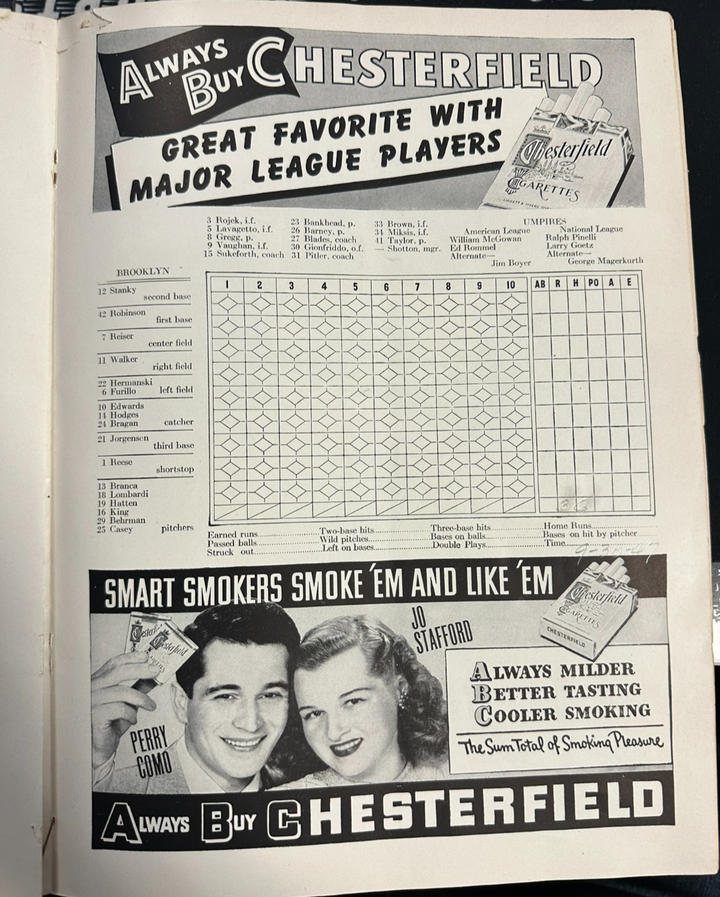 ALWAYS BUY CHESTERFIELD
GREAT FAVORITE WITH
MAJOR LEAGUE PLAYERS
Chesterfield
CIGARETTES
3 Rojek, i.f.
5 Lavagetto, i.f.
8 Gregg, p.
9 Vaughan, i.f.
15 Sukeforth, coach
23 Bankhead, p.
26 Barney, p.
27 Blades, coach
30 Gionfriddo, o.f.
31 Pitler, coach
33 Brown, i.f.
34 Miksis, i.f.
41 Taylor, p.
— Shotton, mgr.
UMPIRES
American League
William McGowan
Ed Rommel
Alternate—
Jim Boyer
National League
Ralph Pinelli
Larry Goetz
Alternate—
George Magerkurth
BROOKLYN
1 2 3 4 5 6 7 8 9 10 AB R H PO A E
12 Stanky
second base
42 Robinson
first base
7 Reiser
center field
11 Walker
right field
22 Hermanski
6 Furillo left field
10 Edwards
14 Hodges
24 Bragan catcher
21 Jorgensen
third base
1 Reese
shortstop
13 Branca
18 Lombardi
19 Hatten
16 King
29 Behrman
25 Casey pitchers
Earned runs
Passed balls
Struck out
Two-base hits
Wild pitches
Left on bases
Three-base hits
Bases on balls
Double Plays
Home Runs
Bases on hit by pitcher
Time
SMART SMOKERS SMOKE 'EM AND LIKE 'EM
JO
STAFFORD
Chesterfield
CIGARETTES
CHESTERFIELD
Chesterfield
PERRY
COMO
ALWAYS MILDER
BETTER TASTING
COOLER SMOKING
The Sum Total of Smoking Pleasure
ALWAYS BUY CHESTERFIELD